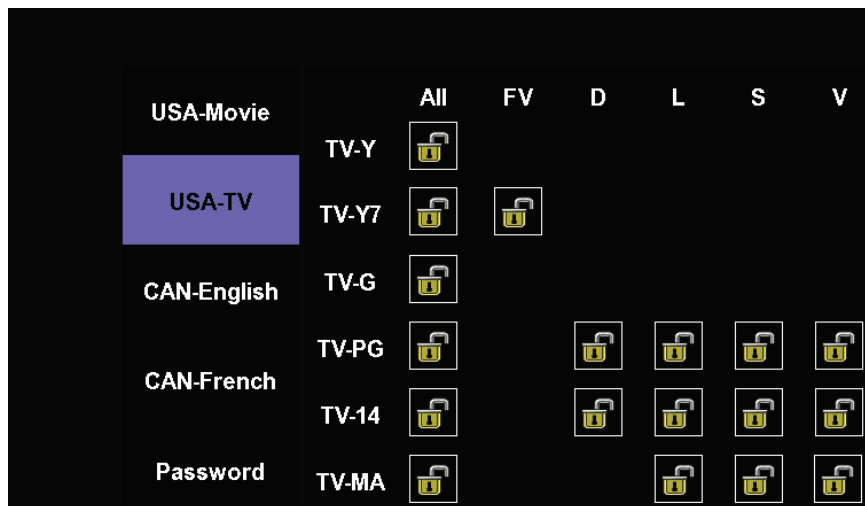 USA-Movie
USA-TV
CAN-English
CAN-French
Password
All FV D L S V
TV-Y
TV-Y7
TV-G
TV-PG
TV-14
TV-MA